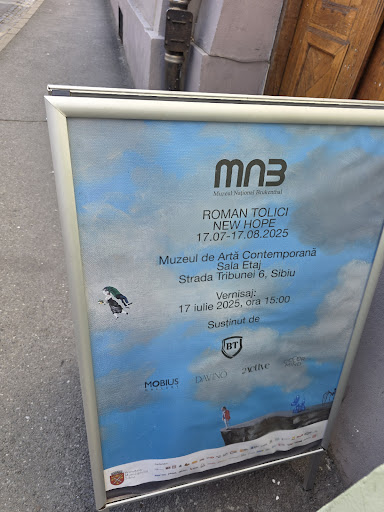 MNB
Muzeul Național Brukenthal
ROMAN TOLICI
NEW HOPE
17.07-17.08.2025
Muzeul de Artă Contemporană
Sala Etaj
Strada Tribunei 6, Sibiu
Vernisaj:
17 iulie 2025, ora 15:00
Susținut de
BT
MOBIUS
DAVINO
2activePR